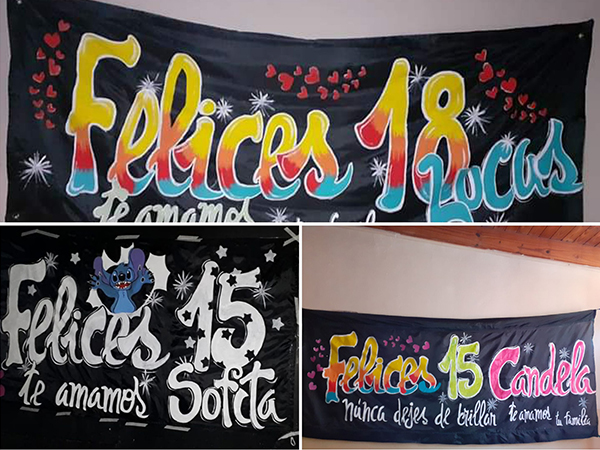 Felices 18
Lucas
te amamos
Felices 15
te amamos Sofita
Felices 15 Candela
Nunca dejes de brillar te amamos tu familia